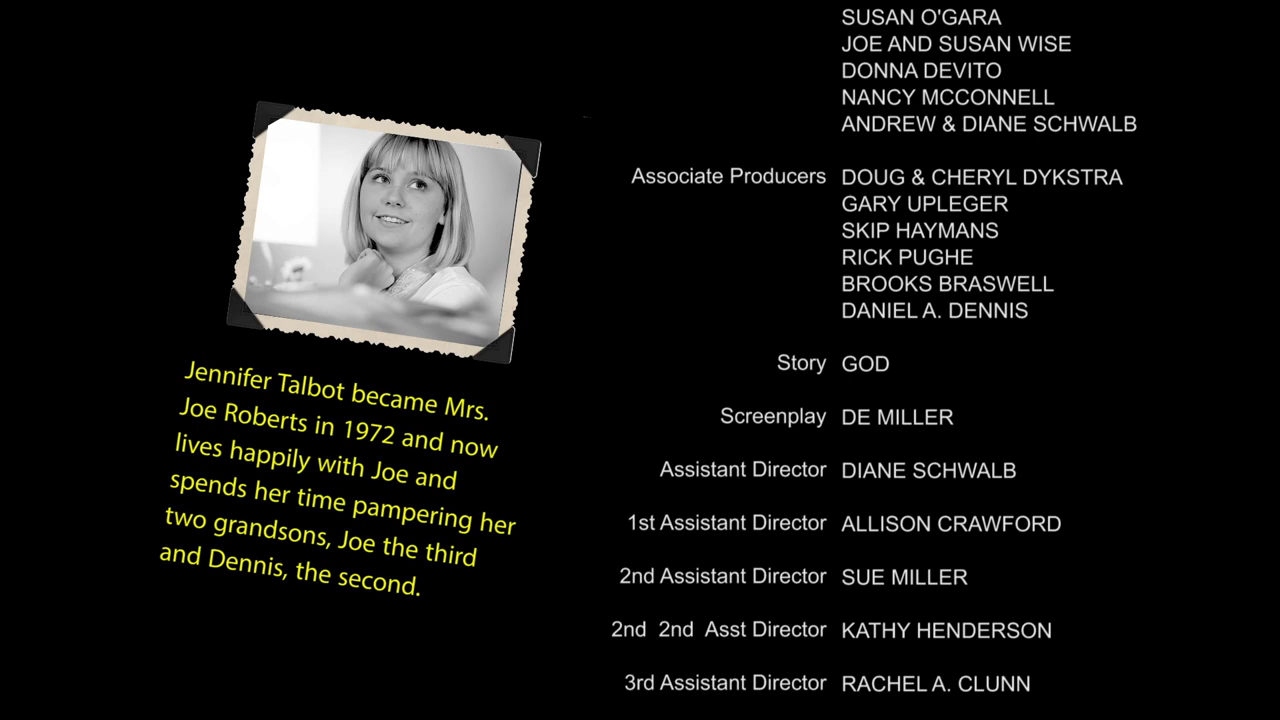 SUSAN O'GARA
JOE AND SUSAN WISE
DONNA DEVITO
NANCY MCCONNELL
ANDREW & DIANE SCHWALB
Associate Producers DOUG & CHERYL DYKSTRA
GARY UPLEGER
SKIP HAYMANS
RICK PUGHE
BROOKS BRASWELL
DANIEL A. DENNIS
Story GOD
Screenplay DE MILLER
Assistant Director DIANE SCHWALB
1st Assistant Director ALLISON CRAWFORD
2nd Assistant Director SUE MILLER
2nd 2nd Asst Director KATHY HENDERSON
3rd Assistant Director RACHEL A. CLUNN
Jennifer Talbot became Mrs.
Joe Roberts in 1972 and now
lives happily with Joe and
spends her time pampering her
two grandsons, Joe the third
and Dennis, the second.